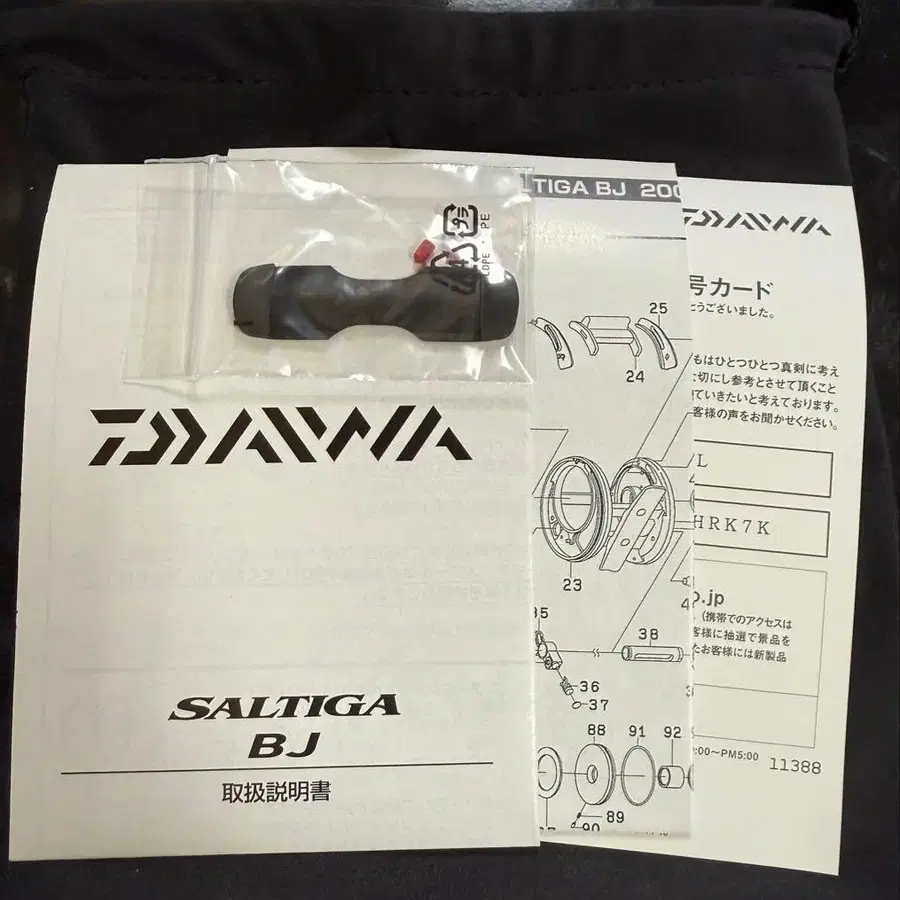 DAIWA
SALTIGA
BJ
取扱説明書
PE
LTIGA BJ 200
25
24
23
35
38
36
37
88
91
92
89
90
DAIWA
号カード
とうございました。
もはひとつひとつ真剣に考え
切にし参考とさせて頂くこと
ていきたいと考えております。
客様の声をお聞かせください。
L
HRK7K
o.jp
(携帯でのアクセスは
客様に抽選で景品を
たお客様には新製品
:00～PM5:00
11388